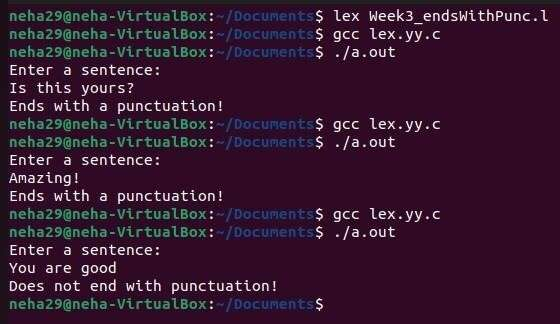 neha29@neha-VirtualBox:~/Documents$ lex Week3_endsWithPunc.l
neha29@neha-VirtualBox:~/Documents$ gcc lex.yy.c
neha29@neha-VirtualBox:~/Documents$ ./a.out
Enter a sentence:
Is this yours?
Ends with a punctuation!
neha29@neha-VirtualBox:~/Documents$ gcc lex.yy.c
neha29@neha-VirtualBox:~/Documents$ ./a.out
Enter a sentence:
Amazing!
Ends with a punctuation!
neha29@neha-VirtualBox:~/Documents$ gcc lex.yy.c
neha29@neha-VirtualBox:~/Documents$ ./a.out
Enter a sentence:
You are good
Does not end with punctuation!
neha29@neha-VirtualBox:~/Documents$